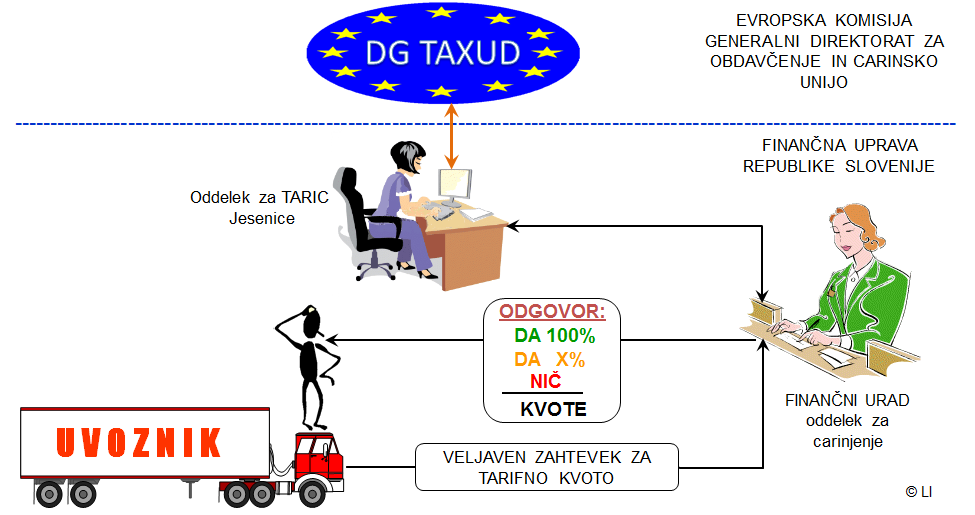 DG TAXUD
EVROPSKA KOMISIJA
GENERALNI DIREKTORAT ZA
OBDAVČENJE IN CARINSKO
UNIJO
FINANČNA UPRAVA
REPUBLIKE SLOVENIJE
Oddelek za TARIC
Jesenice
ODGOVOR:
DA 100%
DA X%
NIČ
KVOTE
FINANČNI URAD
oddelek za
carinjenje
UVOZNIK
VELJAVEN ZAHTEVEK ZA
TARIFNO KVOTO
© LI